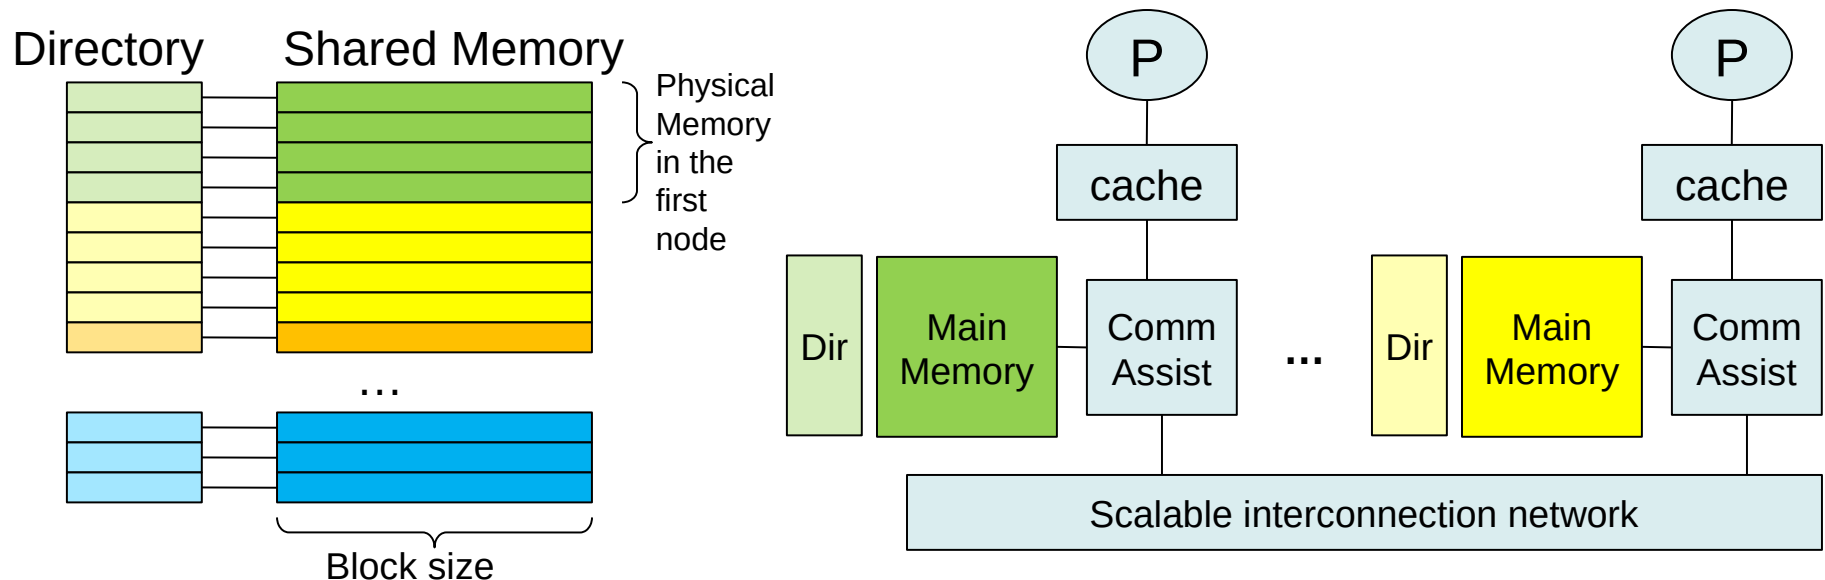 Directory
Shared Memory
Physical
Memory
in the
first
node
...
Block size
P
cache
Dir
Main
Memory
Comm
Assist
...
P
cache
Dir
Main
Memory
Comm
Assist
Scalable interconnection network